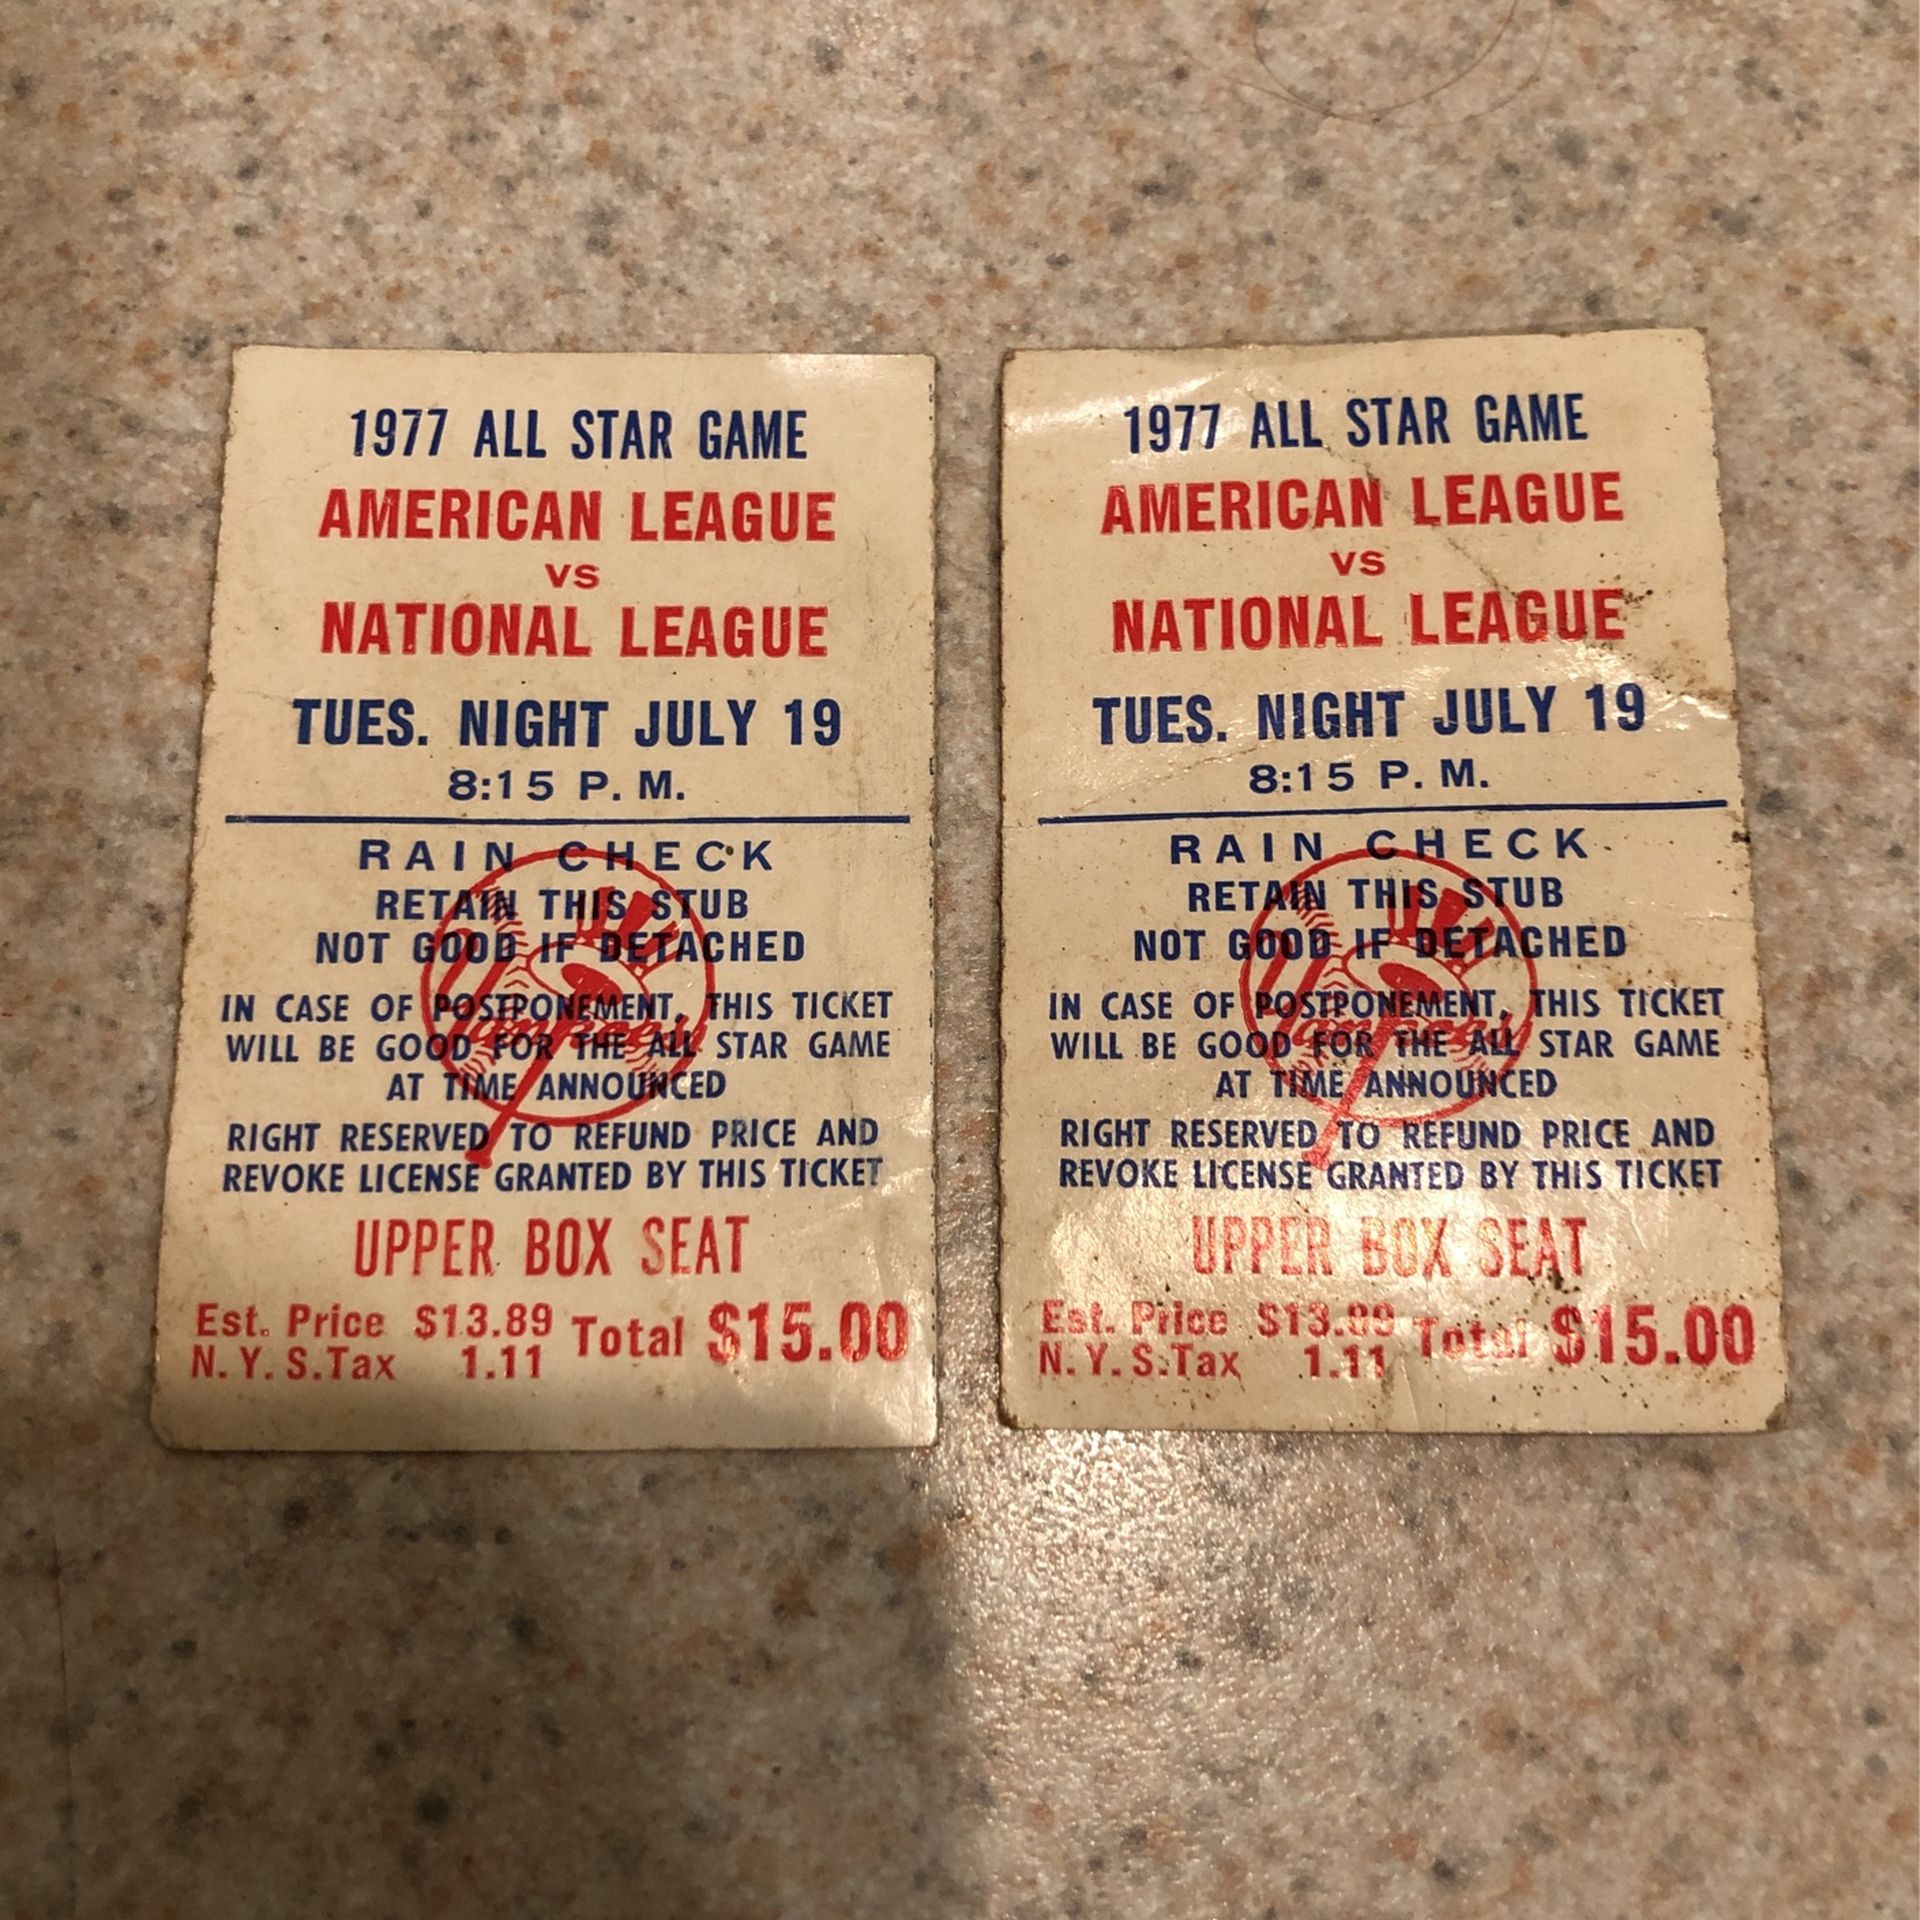 1977 ALL STAR GAME
AMERICAN LEAGUE
VS
NATIONAL LEAGUE
TUES. NIGHT JULY 19
8:15 P. M.
RAIN CHECK
RETAIN THIS STUB
NOT GOOD IF DETACHED
IN CASE OF POSTPONEMENT, THIS TICKET
WILL BE GOOD FOR THE ALL STAR GAME
AT TIME ANNOUNCED
RIGHT RESERVED TO REFUND PRICE AND
REVOKE LICENSE GRANTED BY THIS TICKET
Yankees
UPPER BOX SEAT
Est. Price $13.89 Total $15.00
N. Y. S. Tax 1.11
1977 ALL STAR GAME
AMERICAN LEAGUE
VS
NATIONAL LEAGUE
TUES. NIGHT JULY 19
8:15 P. M.
RAIN CHECK
RETAIN THIS STUB
NOT GOOD IF DETACHED
IN CASE OF POSTPONEMENT, THIS TICKET
WILL BE GOOD FOR THE ALL STAR GAME
AT TIME ANNOUNCED
RIGHT RESERVED TO REFUND PRICE AND
REVOKE LICENSE GRANTED BY THIS TICKET
Yankees
UPPER BOX SEAT
Est. Price $13.89 Total $15.00
N. Y. S. Tax 1.11